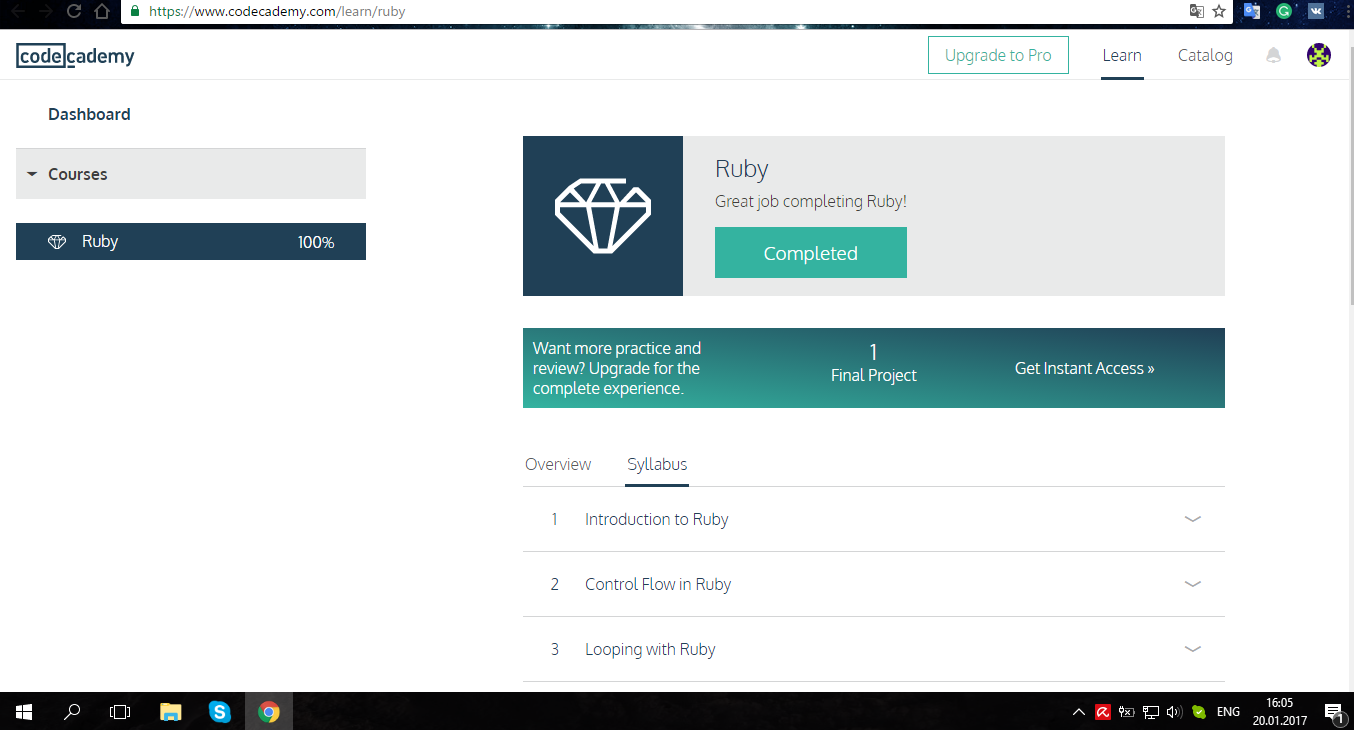 https://www.codecademy.com/learn/ruby
codecademy
Upgrade to Pro
Learn
Catalog
Dashboard
Courses
Ruby 100%
Ruby
Great job completing Ruby!
Completed
Want more practice and
review? Upgrade for the
complete experience.
1
Final Project
Get Instant Access »
Overview
Syllabus
1 Introduction to Ruby
2 Control Flow in Ruby
3 Looping with Ruby
ENG
16:05
20.01.2017
1